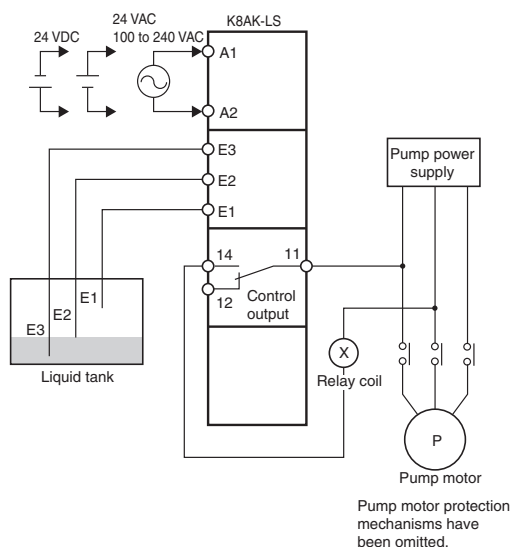 24 VDC
24 VAC
100 to 240 VAC
K8AK-LS
A1
A2
E3
E2
E1
Pump power
supply
14
11
12
Control
output
E1
E2
E3
Liquid tank
X
Relay coil
P
Pump motor
Pump motor protection
mechanisms have
been omitted.